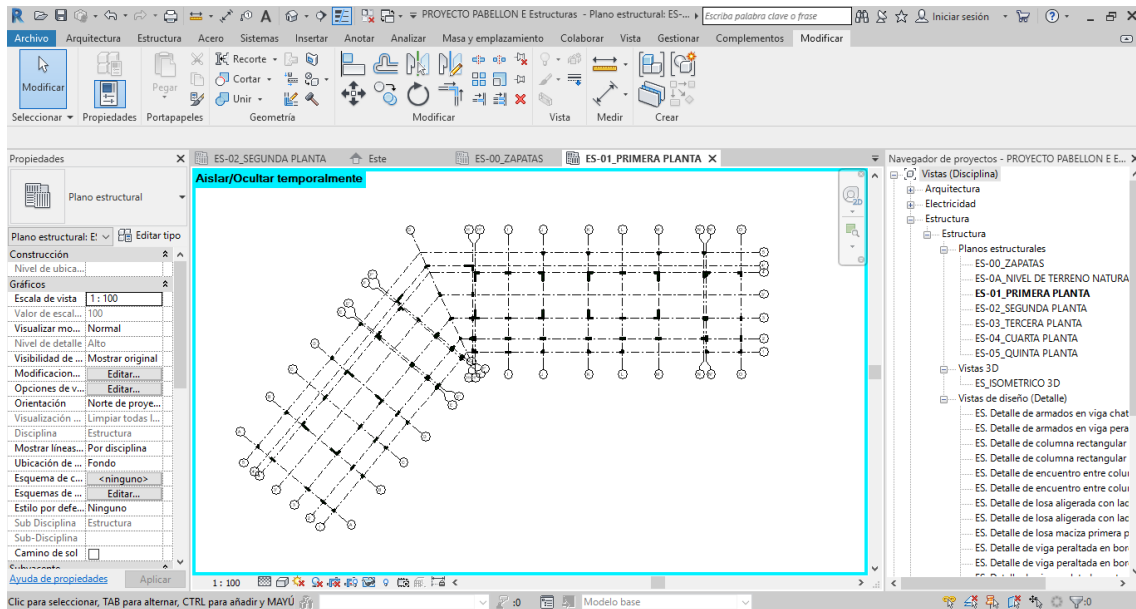 PROYECTO PABELLON E Estructuras - Plano estructural: ES-...
Escriba palabra clave o frase
Iniciar sesión
Archivo Arquitectura Estructura Acero Sistemas Insertar Anotar Analizar Masa y emplazamiento Colaborar Vista Gestionar Complementos Modificar
Modificar
Pegar
Recorte
Cortar
Unir
Seleccionar Propiedades Portapapeles Geometría Modificar Vista Medir Crear
Propiedades
ES-02_SEGUNDA PLANTA Este ES-00_ZAPATAS ES-01_PRIMERA PLANTA
Navegador de proyectos - PROYECTO PABELLON E E...
Aislar/Ocultar temporalmente
2D
Plano estructural
Plano estructural: E: Editar tipo
Construcción
Nivel de ubica...
Gráficos
Escala de vista 1 : 100
Valor de escal... 100
Visualizar mo... Normal
Nivel de detalle Alto
Visibilidad de ... Mostrar original
Modificacion... Editar...
Opciones de v... Editar...
Orientación Norte de proye...
Visualización ... Limpiar todas l...
Disciplina Estructura
Mostrar líneas... Por disciplina
Ubicación de ... Fondo
Esquema de c... <ninguno>
Esquemas de ... Editar...
Estilo por defe... Ninguno
Sub Disciplina Estructura
Sub-Disciplina
Camino de sol
Ayuda de propiedades Aplicar
Vistas (Disciplina)
Arquitectura
Electricidad
Estructura
Estructura
Planos estructurales
ES-00_ZAPATAS
ES-0A_NIVEL DE TERRENO NATURA
ES-01_PRIMERA PLANTA
ES-02_SEGUNDA PLANTA
ES-03_TERCERA PLANTA
ES-04_CUARTA PLANTA
ES-05_QUINTA PLANTA
Vistas 3D
ES_ISOMETRICO 3D
Vistas de diseño (Detalle)
ES. Detalle de armados en viga chat
ES. Detalle de armados en viga pera
ES. Detalle de columna rectangular
ES. Detalle de columna rectangular
ES. Detalle de encuentro entre colu
ES. Detalle de encuentro entre colu
ES. Detalle de losa aligerada con lac
ES. Detalle de losa aligerada con lac
ES. Detalle de losa maciza primera p
ES. Detalle de viga peraltada en bor
ES. Detalle de viga peraltada en bor
1 : 100
Clic para seleccionar, TAB para alternar, CTRL para añadir y MAYÚ
:0
Modelo base
:0